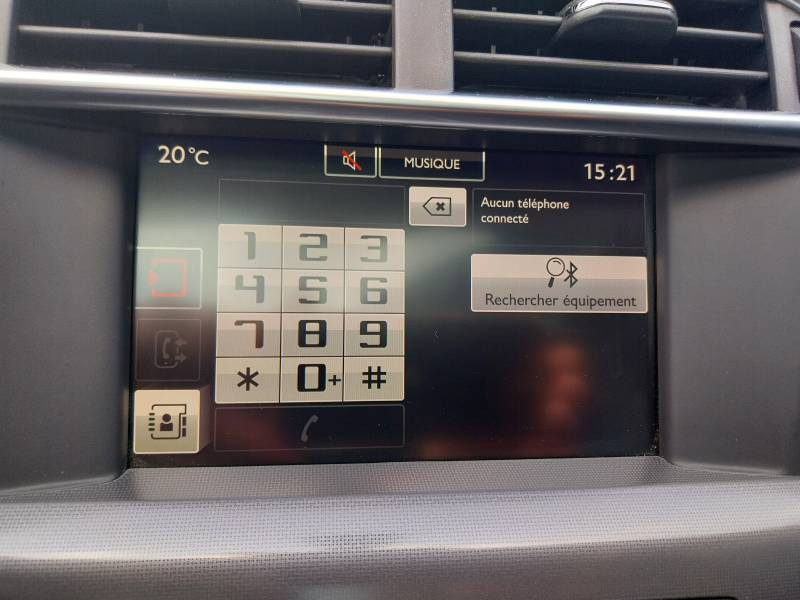 20°C
MUSIQUE
15:21
Aucun téléphone
connecté
1 2 3
4 5 6
7 8 9
* 0+ #
Rechercher équipement